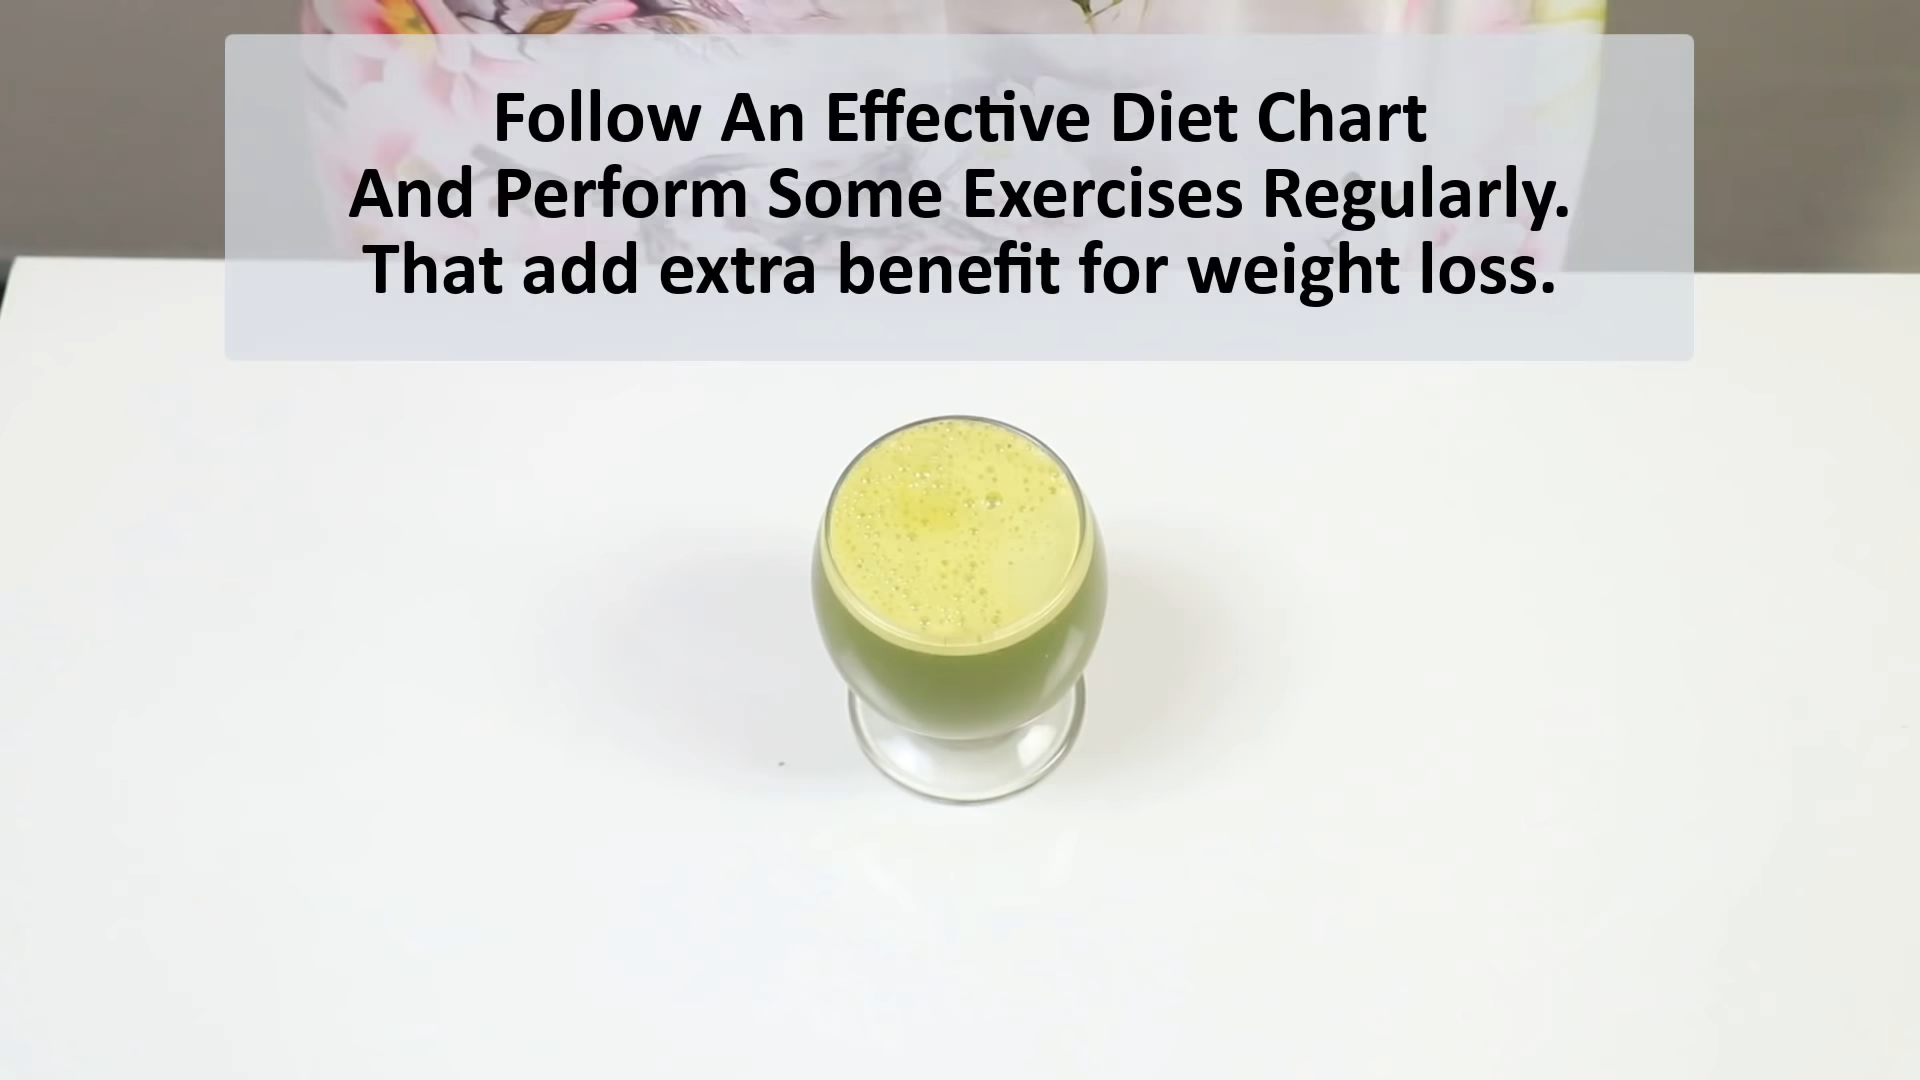 Follow An Effective Diet Chart
And Perform Some Exercises Regularly.
That add extra benefit for weight loss.